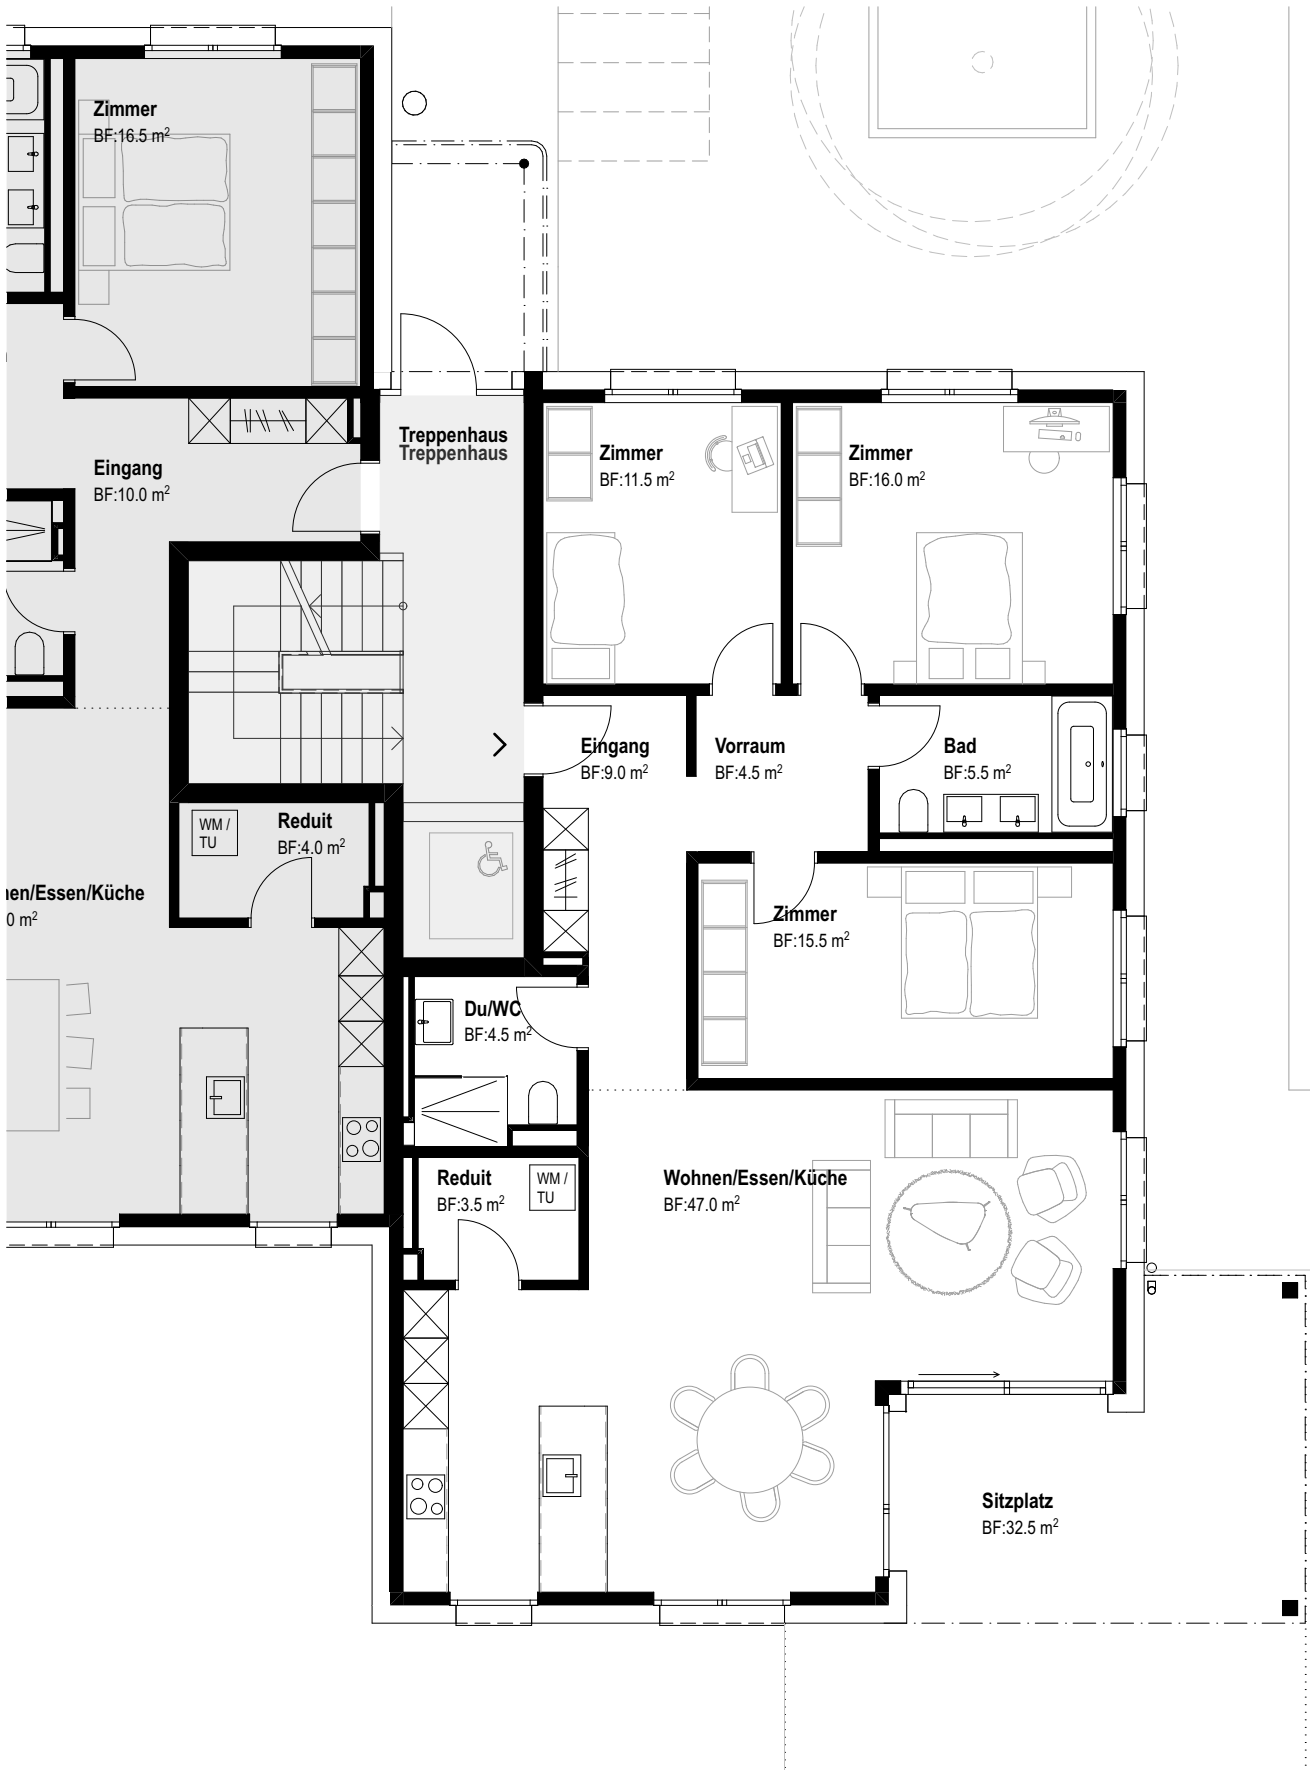 Zimmer
BF:16.5 m²
Treppenhaus
Treppenhaus
Eingang
BF:10.0 m²
Zimmer
BF:11.5 m²
Zimmer
BF:16.0 m²
Eingang
BF:9.0 m²
Vorraum
BF:4.5 m²
Bad
BF:5.5 m²
WM /
TU
Reduit
BF:4.0 m²
nen/Essen/Küche
0 m²
Zimmer
BF:15.5 m²
Du/WC
BF:4.5 m²
Reduit
BF:3.5 m²
WM /
TU
Wohnen/Essen/Küche
BF:47.0 m²
Sitzplatz
BF:32.5 m²